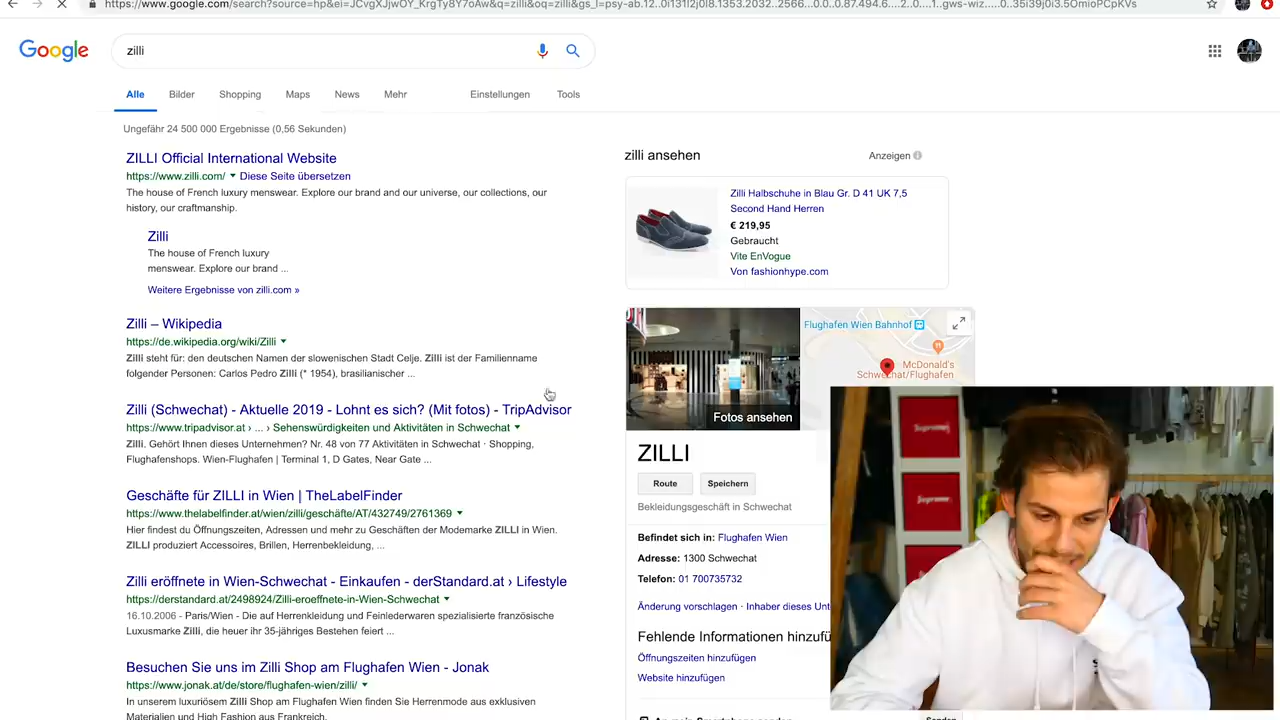 https://www.google.com/search?source=hp&ei=JCvgXJjwOY_KrgTy8Y7oAw&q=zilli&oq=zilli&gs_l=psy-ab.12..0i131l2j0l8.1353.2032..2566...0.0..0.87.494.6......2..0....1..gws-wiz.....0..35i39j0i3.5OmioPCpKVs
Google
zilli
Alle
Bilder
Shopping
Maps
News
Mehr
Einstellungen
Tools
Ungefähr 24 500 000 Ergebnisse (0,56 Sekunden)
ZILLI Official International Website
https://www.zilli.com/ Diese Seite übersetzen
The house of French luxury menswear. Explore our brand and our universe, our collections, our
history, our craftmanship.
Zilli
The house of French luxury
menswear. Explore our brand ...
Weitere Ergebnisse von zilli.com »
Zilli – Wikipedia
https://de.wikipedia.org/wiki/Zilli
Zilli steht für: den deutschen Namen der slowenischen Stadt Celje. Zilli ist der Familienname
folgender Personen: Carlos Pedro Zilli (* 1954), brasilianischer ...
Zilli (Schwechat) - Aktuelle 2019 - Lohnt es sich? (Mit fotos) - TripAdvisor
https://www.tripadvisor.at › ... › Sehenswürdigkeiten und Aktivitäten in Schwechat
Zilli. Gehört Ihnen dieses Unternehmen? Nr. 48 von 77 Aktivitäten in Schwechat · Shopping,
Flughafenshops. Wien-Flughafen | Terminal 1, D Gates, Near Gate ...
Geschäfte für ZILLI in Wien | TheLabelFinder
https://www.thelabelfinder.at/wien/zilli/geschäfte/AT/432749/2761369
Hier findest du Öffnungszeiten, Adressen und mehr zu Geschäften der Modemarke ZILLI in Wien.
ZILLI produziert Accessoires, Brillen, Herrenbekleidung, ...
Zilli eröffnete in Wien-Schwechat - Einkaufen - derStandard.at › Lifestyle
https://derstandard.at/2498924/Zilli-eroeffnete-in-Wien-Schwechat
16.10.2006 - Paris/Wien - Die auf Herrenkleidung und Feinlederwaren spezialisierte französische
Luxusmarke Zilli, die heuer ihr 35-jähriges Bestehen feiert ...
Besuchen Sie uns im Zilli Shop am Flughafen Wien - Jonak
https://www.jonak.at/de/store/flughafen-wien/zilli/
In unserem luxuriösem Zilli Shop am Flughafen Wien finden Sie Herrenmode aus exklusiven
Materialien und High Fashion aus Frankreich.
zilli ansehen
Anzeigen
Zilli Halbschuhe in Blau Gr. D 41 UK 7,5
Second Hand Herren
€ 219,95
Gebraucht
Vite EnVogue
Von fashionhype.com
Fotos ansehen
Flughafen Wien Bahnhof
McDonald's
Schwechat/Flughafen
ZILLI
Route
Speichern
Bekleidungsgeschäft in Schwechat
Befindet sich in: Flughafen Wien
Adresse: 1300 Schwechat
Telefon: 01 700735732
Änderung vorschlagen · Inhaber dieses
Fehlende Informationen
Öffnungszeiten hinzufügen
Website hinzufügen
Supreme
Supreme